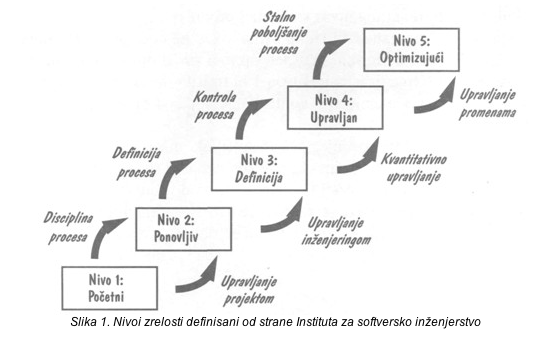 Stalno
poboljšanje
procesa
Nivo 5:
Optimizujući
Kontrola
procesa
Nivo 4:
Upravljan
Upravljanje
promenama
Definicija
procesa
Nivo 3:
Definicija
Kvantitativno
upravljanje
Disciplina
procesa
Nivo 2:
Ponovljiv
Upravljanje
inženjeringom
Nivo 1:
Početni
Upravljanje
projektom
Slika 1. Nivoi zrelosti definisani od strane Instituta za softversko inženjerstvo